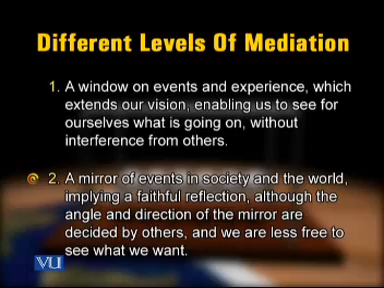 Different Levels Of Mediation
1. A window on events and experience, which
extends our vision, enabling us to see for
ourselves what is going on, without
interference from others.
2. A mirror of events in society and the world,
implying a faithful reflection, although the
angle and direction of the mirror are
decided by others, and we are less free to
see what we want.
VU